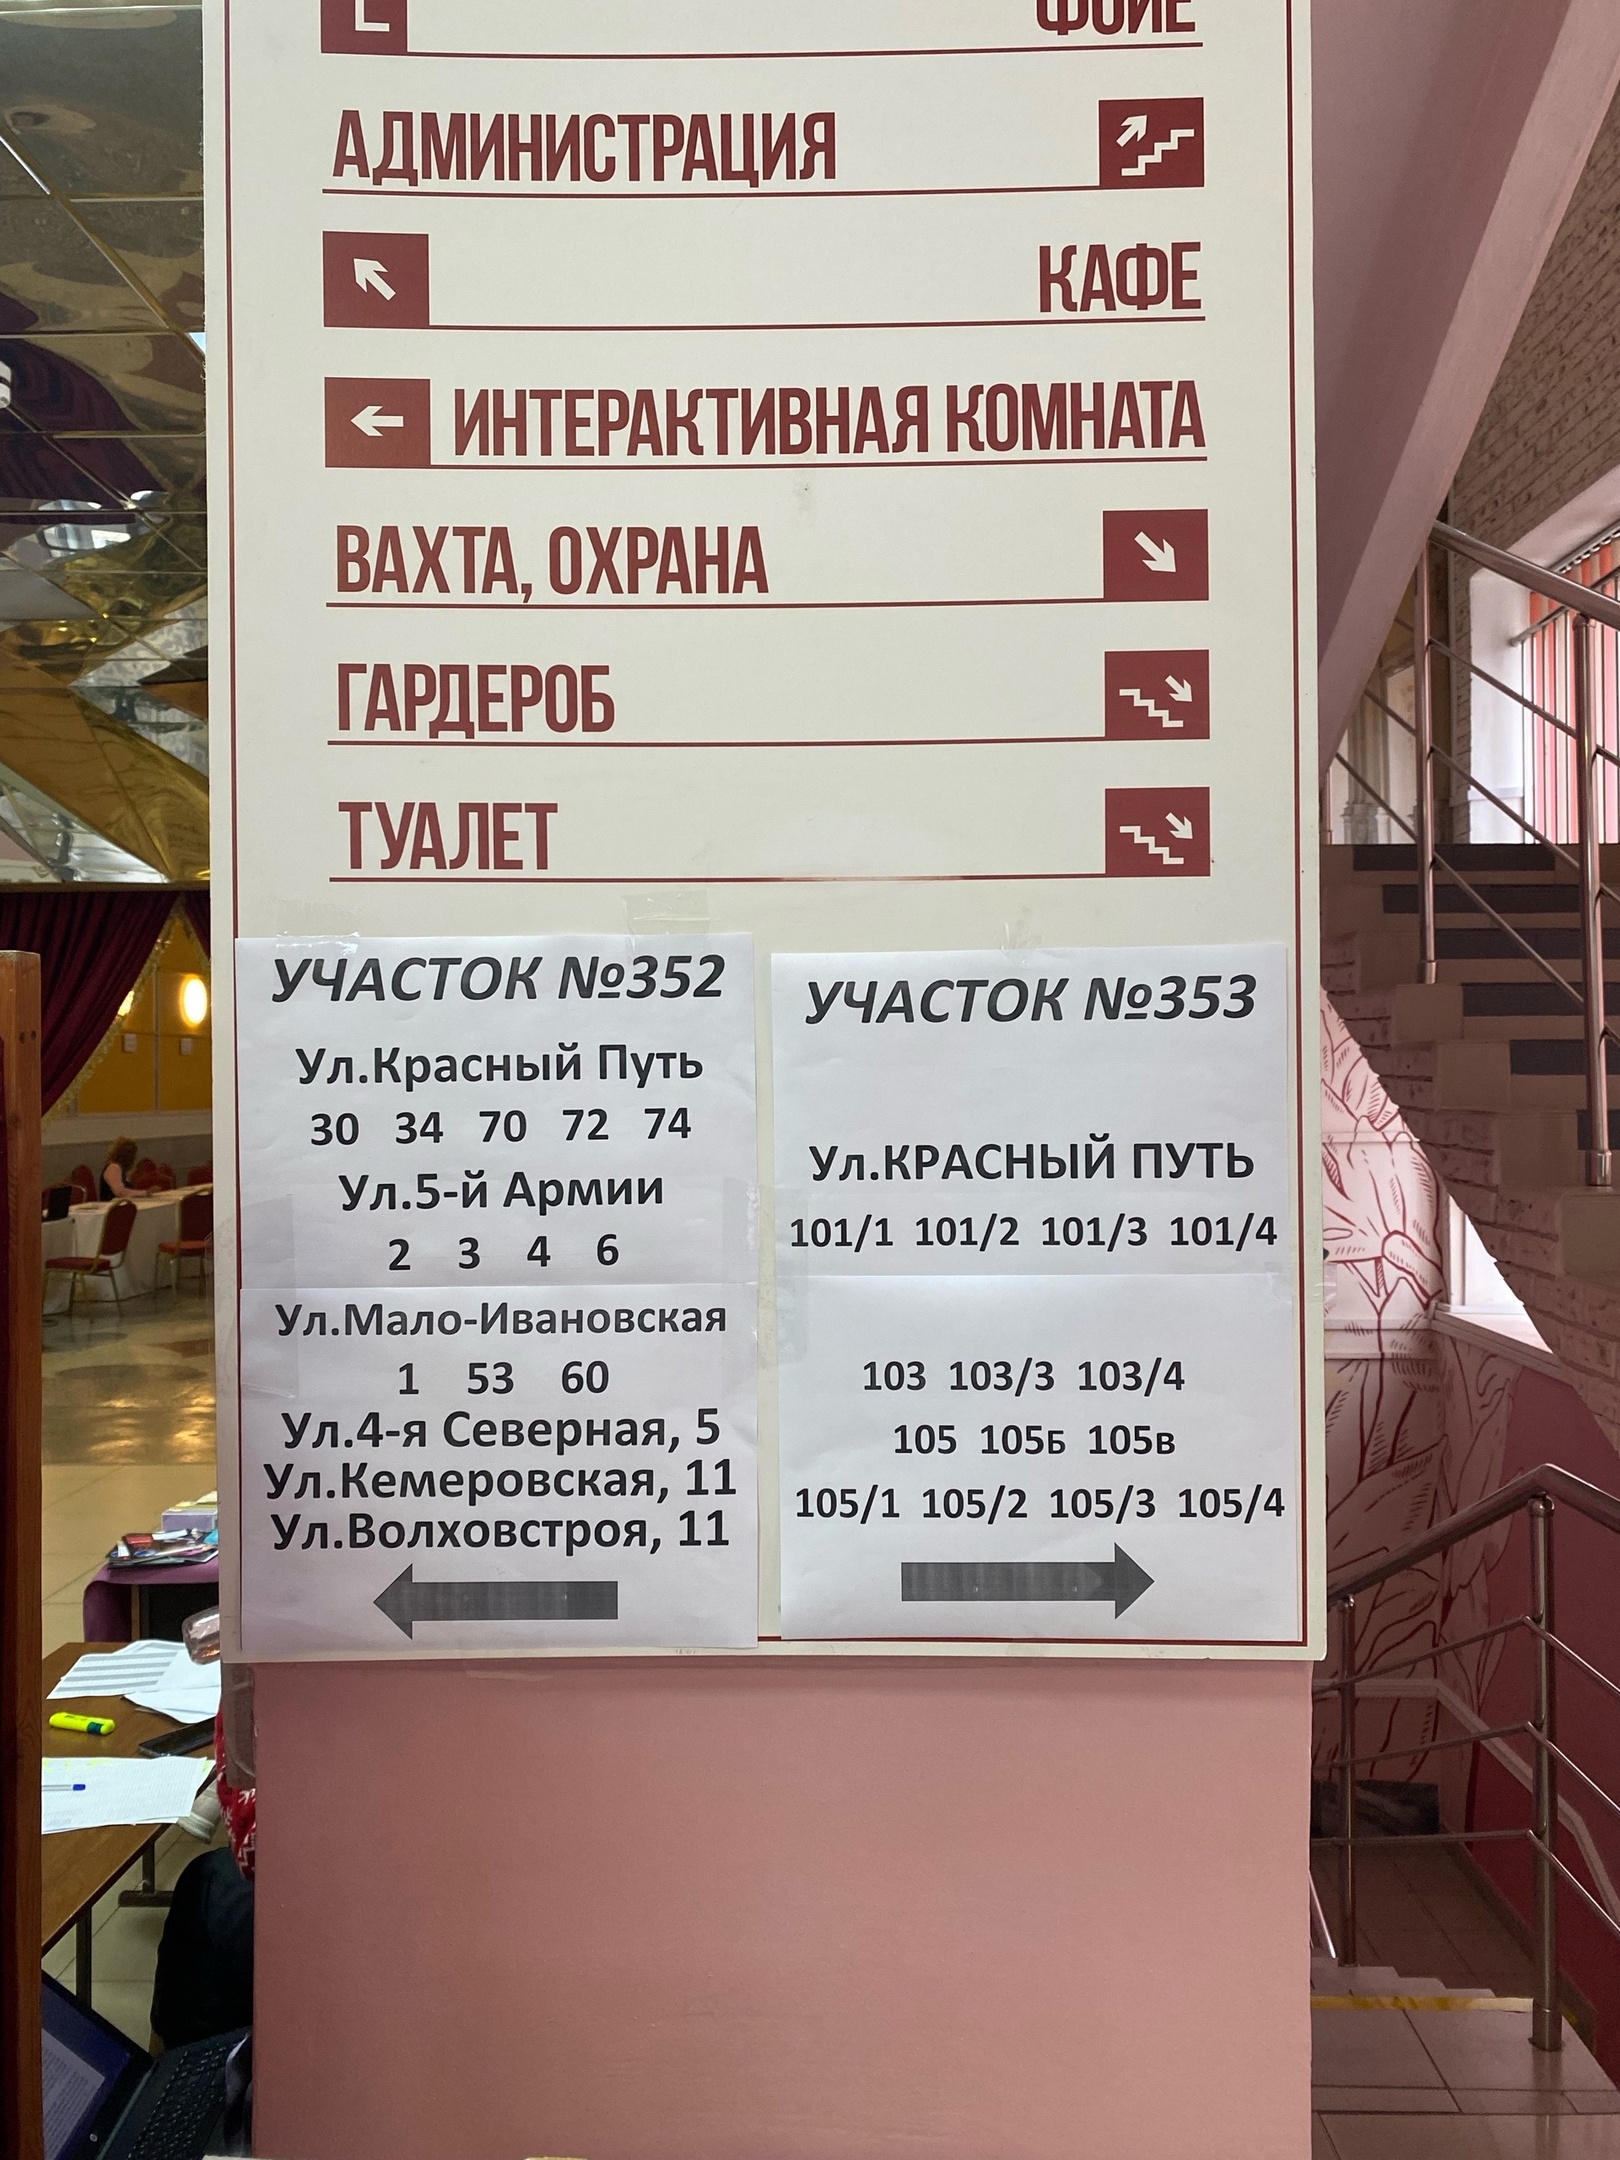 ФОЙЕ
АДМИНИСТРАЦИЯ
КАФЕ
ИНТЕРАКТИВНАЯ КОМНАТА
ВАХТА, ОХРАНА
ГАРДЕРОБ
ТУАЛЕТ
УЧАСТОК №352
Ул.Красный Путь
30 34 70 72 74
Ул.5-й Армии
2 3 4 6
Ул.Мало-Ивановская
1 53 60
Ул.4-я Северная, 5
Ул.Кемеровская, 11
Ул.Волховстроя, 11
УЧАСТОК №353
Ул.КРАСНЫЙ ПУТЬ
101/1 101/2 101/3 101/4
103 103/3 103/4
105 105Б 105в
105/1 105/2 105/3 105/4